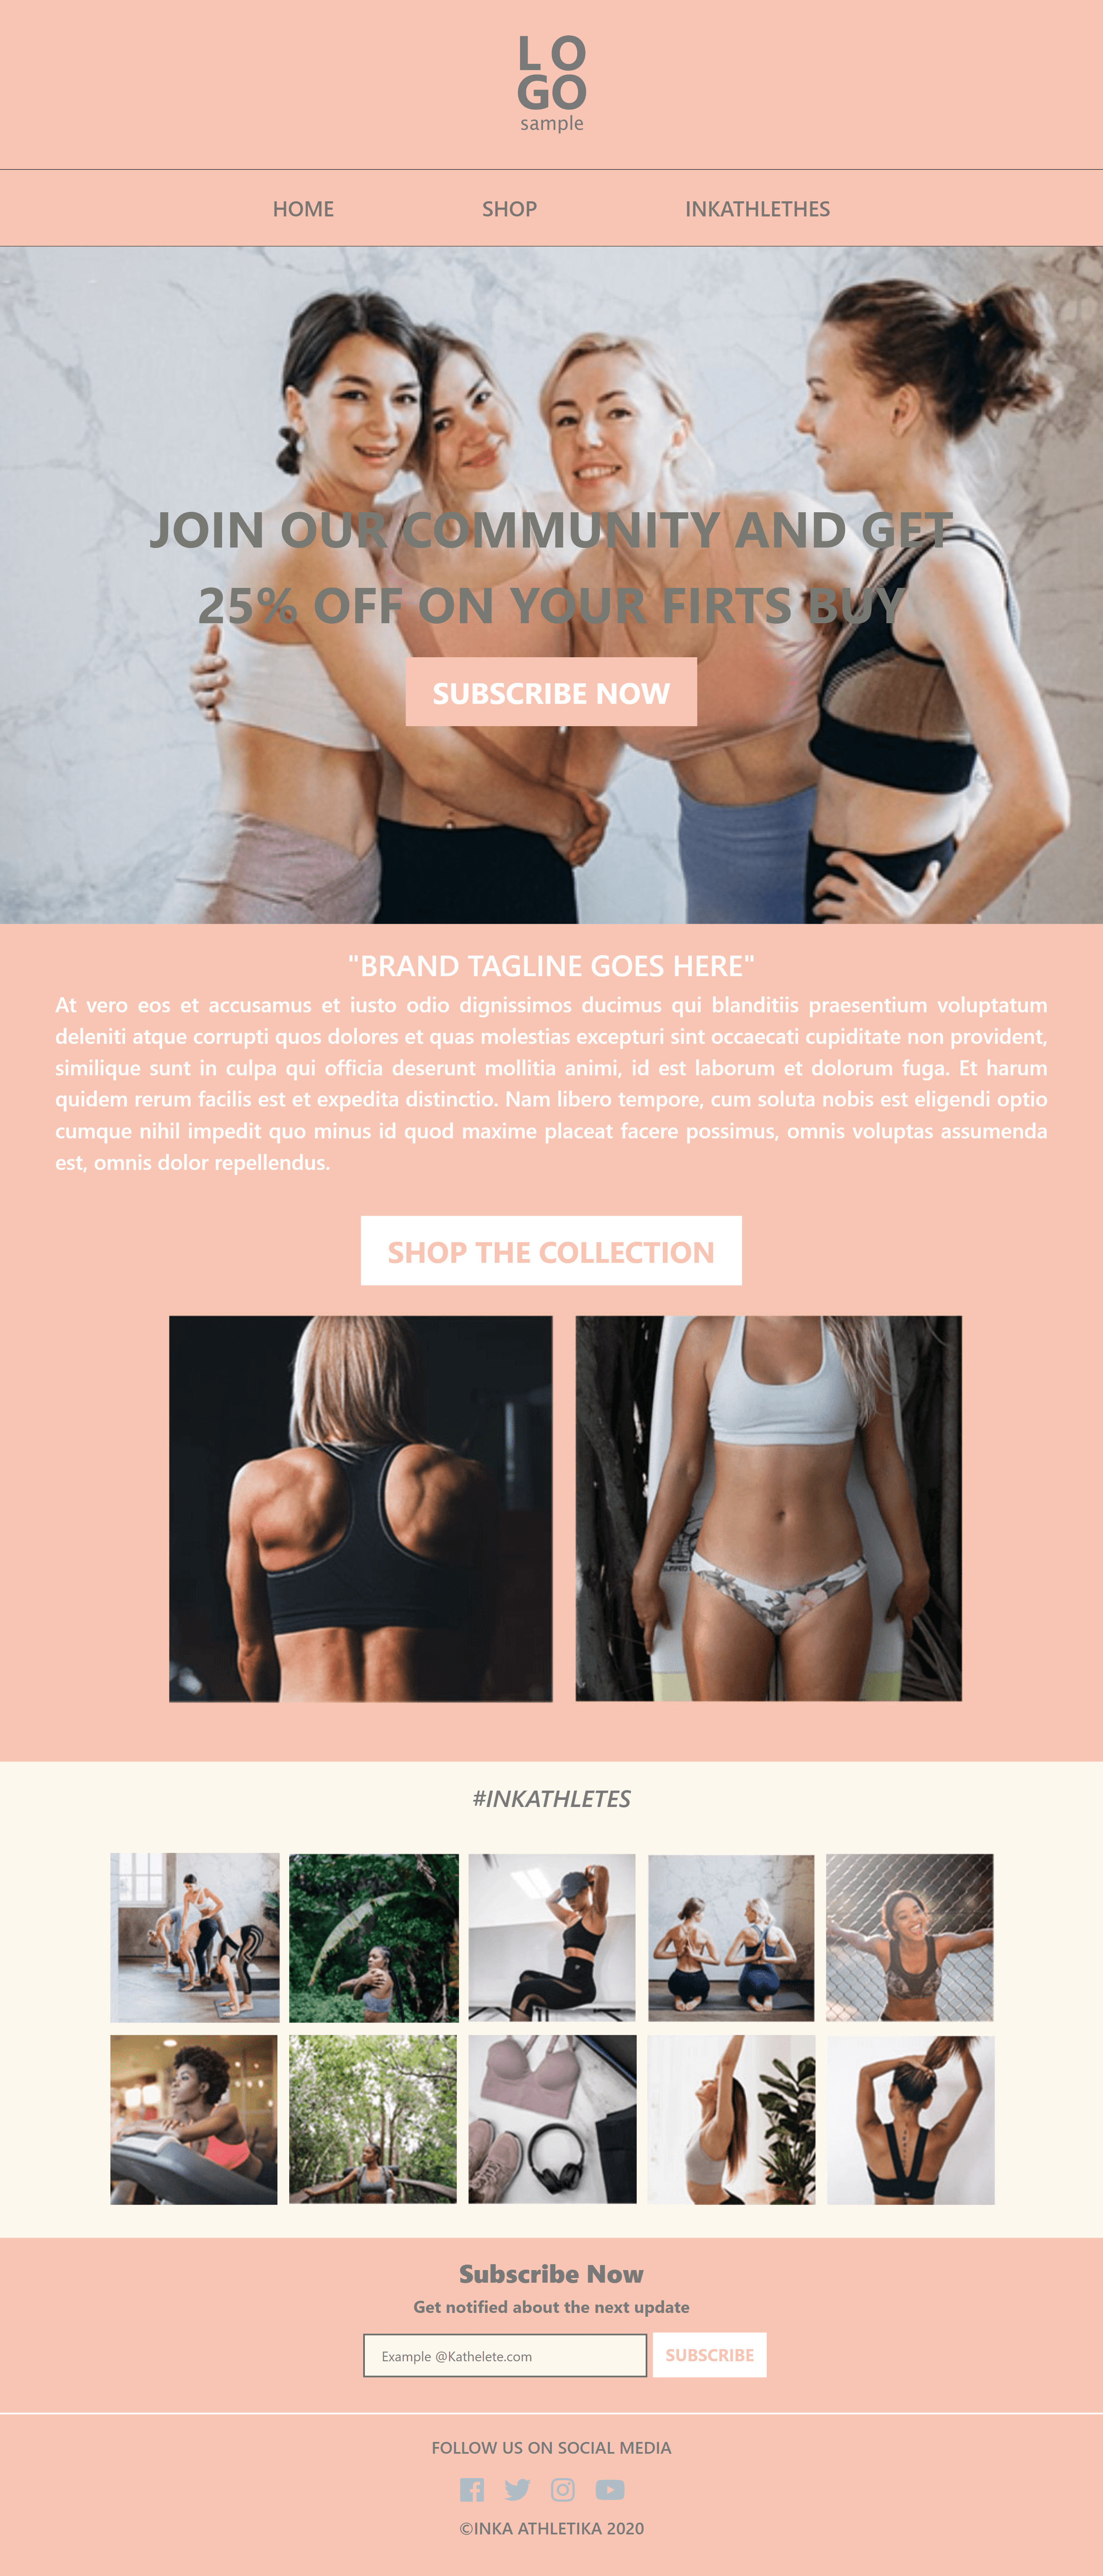 LO
GO
sample
HOME SHOP INKATHLETHES
JOIN OUR COMMUNITY AND GET
25% OFF ON YOUR FIRTS BUY
SUBSCRIBE NOW
"BRAND TAGLINE GOES HERE"
At vero eos et accusamus et iusto odio dignissimos ducimus qui blanditiis praesentium voluptatum
deleniti atque corrupti quos dolores et quas molestias excepturi sint occaecati cupiditate non provident,
similique sunt in culpa qui officia deserunt mollitia animi, id est laborum et dolorum fuga. Et harum
quidem rerum facilis est et expedita distinctio. Nam libero tempore, cum soluta nobis est eligendi optio
cumque nihil impedit quo minus id quod maxime placeat facere possimus, omnis voluptas assumenda
est, omnis dolor repellendus.
SHOP THE COLLECTION
#INKATHLETES
Subscribe Now
Get notified about the next update
Example @Kathelete.com SUBSCRIBE
FOLLOW US ON SOCIAL MEDIA
©INKA ATHLETIKA 2020